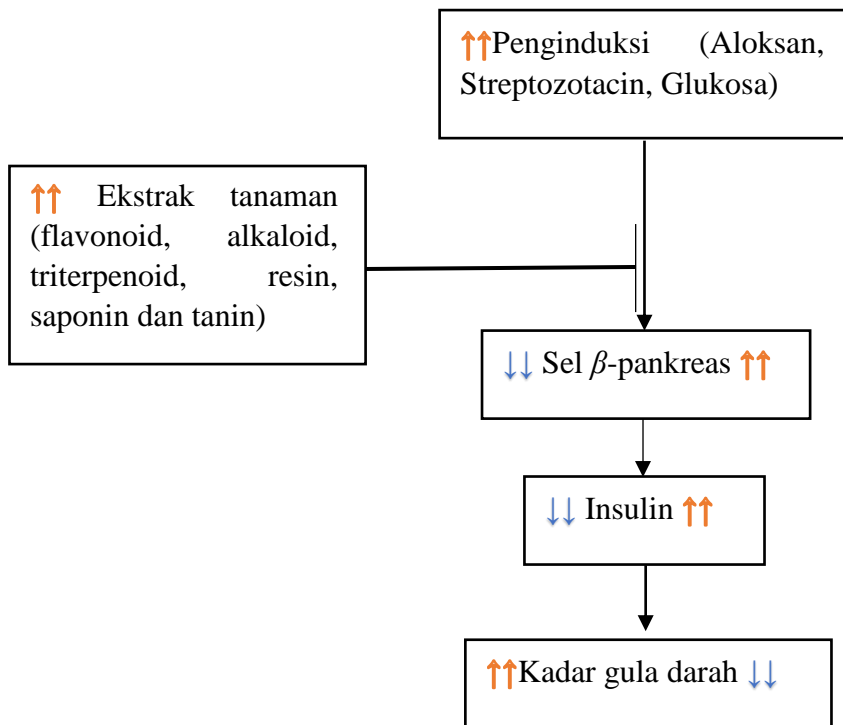 ↑↑Penginduksi (Aloksan,
Streptozotacin, Glukosa)
↑↑ Ekstrak tanaman
(flavonoid, alkaloid,
triterpenoid, resin,
saponin dan tanin)
↓↓ Sel β-pankreas ↑↑
↓↓ Insulin ↑↑
↑↑Kadar gula darah ↓↓